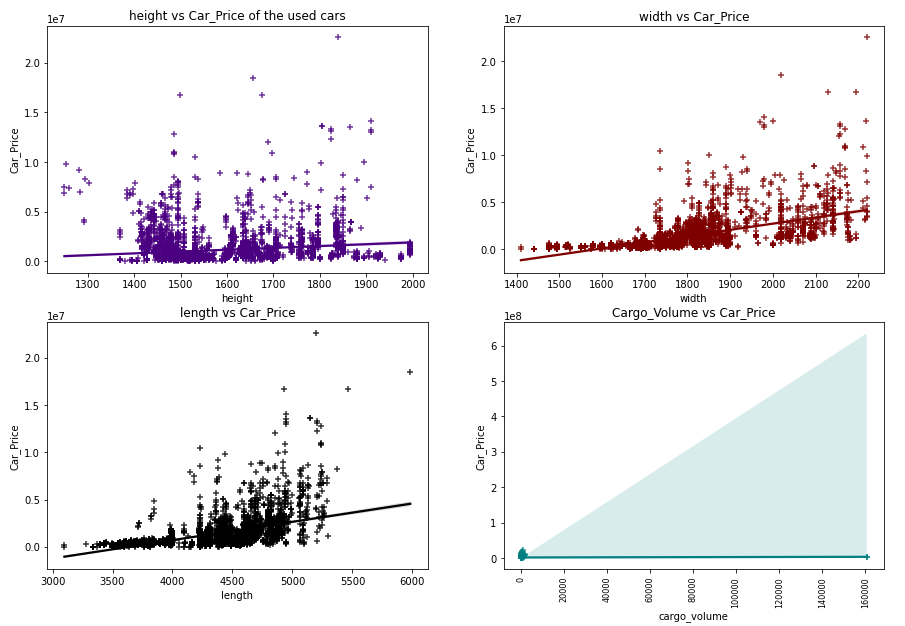 height vs Car_Price of the used cars
1e7
2.0
1.5
1.0
0.5
0.0
Car_Price
1300 1400 1500 1600 1700 1800 1900 2000
height
width vs Car_Price
1e7
2.0
1.5
1.0
0.5
0.0
Car_Price
1400 1500 1600 1700 1800 1900 2000 2100 2200
width
length vs Car_Price
1e7
2.0
1.5
1.0
0.5
0.0
Car_Price
3000 3500 4000 4500 5000 5500 6000
length
Cargo_Volume vs Car_Price
1e8
6
5
4
3
2
1
0
Car_Price
0 20000 40000 60000 80000 100000 120000 140000 160000
cargo_volume